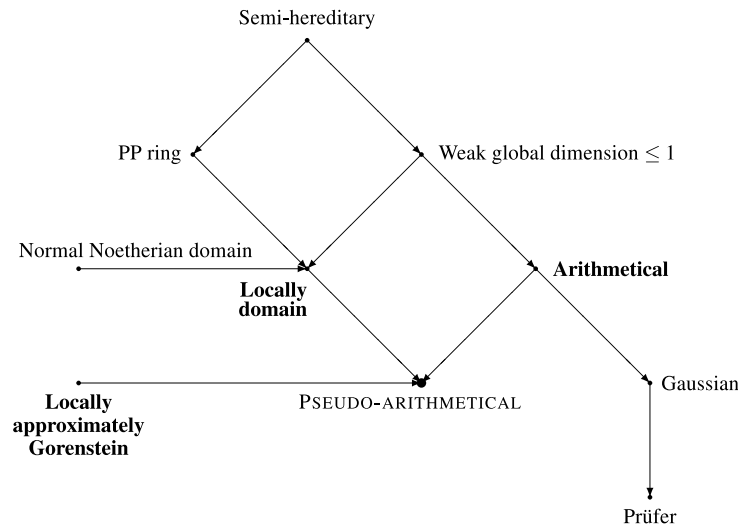 Semi-hereditary
PP ring
Weak global dimension ≤ 1
Normal Noetherian domain
Locally
domain
Arithmetical
Locally
approximately
Gorenstein
PSEUDO-ARITHMETICAL
Gaussian
Prüfer